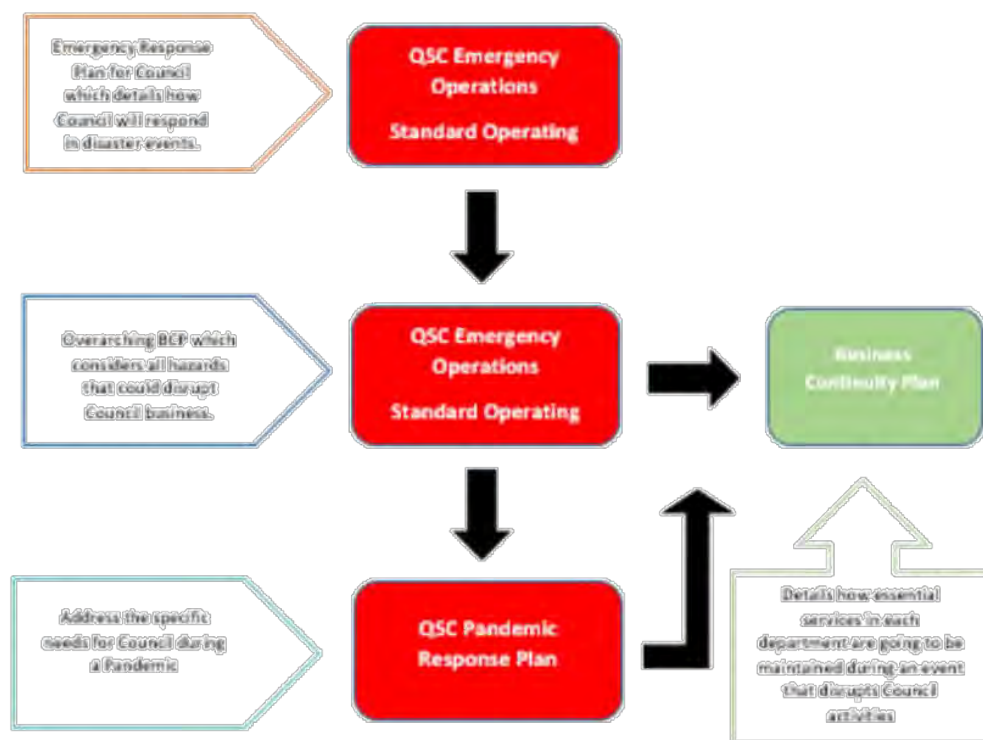 Emergency Response
Plan for Council
which details how
Council will respond
in disaster events.
QSC Emergency
Operations
Standard Operating
Overarching BCP which
considers all hazards
that could disrupt
Council business.
QSC Emergency
Operations
Standard Operating
Business
Continuity Plan
Address the specific
needs for Council during
a Pandemic
QSC Pandemic
Response Plan
Details how essential
services in each
department are going to be
maintained during an event
that disrupts Council
activities